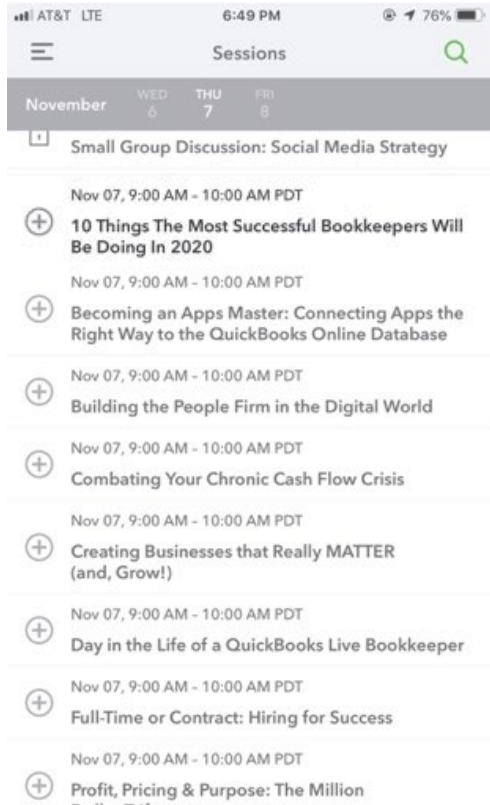 AT&T LTE 6:49 PM 76%
Sessions
November WED 6 THU 7 FRI 8
Small Group Discussion: Social Media Strategy
Nov 07, 9:00 AM – 10:00 AM PDT
10 Things The Most Successful Bookkeepers Will
Be Doing In 2020
Nov 07, 9:00 AM – 10:00 AM PDT
Becoming an Apps Master: Connecting Apps the
Right Way to the QuickBooks Online Database
Nov 07, 9:00 AM – 10:00 AM PDT
Building the People Firm in the Digital World
Nov 07, 9:00 AM – 10:00 AM PDT
Combating Your Chronic Cash Flow Crisis
Nov 07, 9:00 AM – 10:00 AM PDT
Creating Businesses that Really MATTER
(and, Grow!)
Nov 07, 9:00 AM – 10:00 AM PDT
Day in the Life of a QuickBooks Live Bookkeeper
Nov 07, 9:00 AM – 10:00 AM PDT
Full-Time or Contract: Hiring for Success
Nov 07, 9:00 AM – 10:00 AM PDT
Profit, Pricing & Purpose: The Million